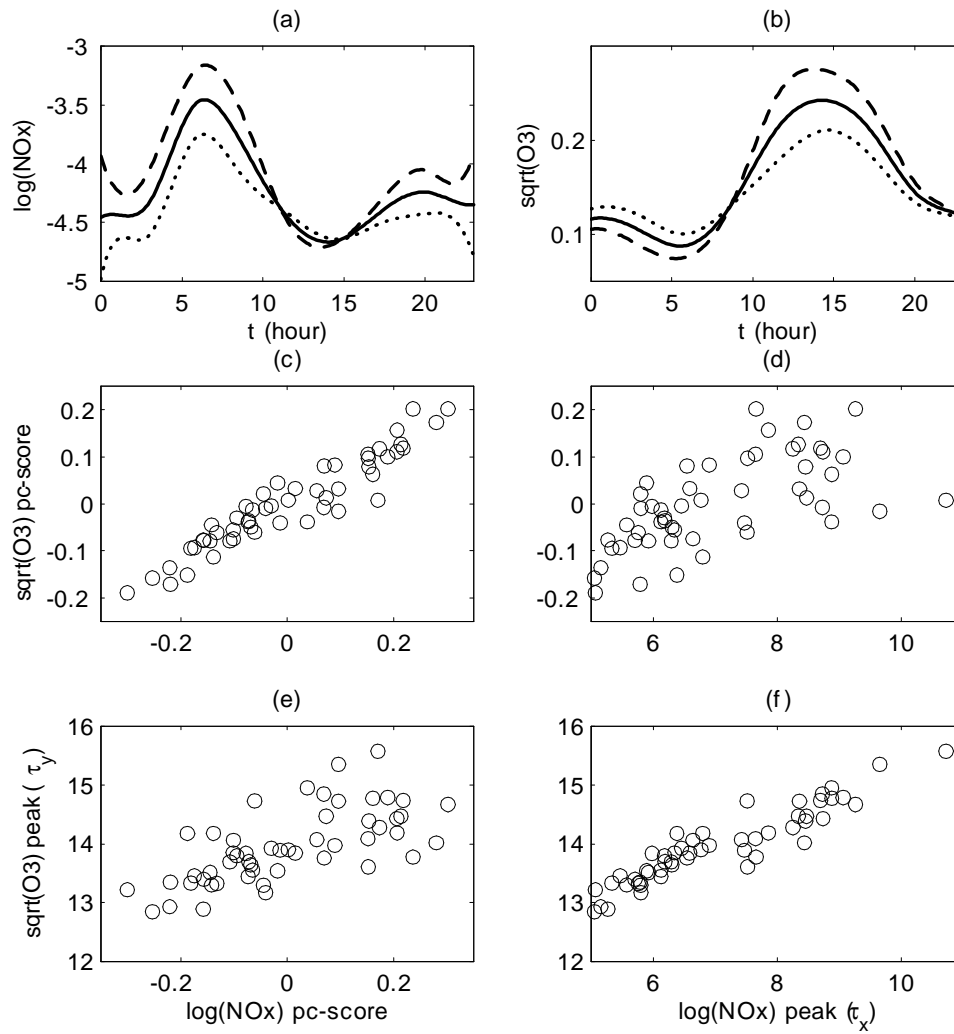 (a)
-3
-3.5
-4
-4.5
-5
log(NOx)
0 5 10 15 20
t (hour)
(b)
0.2
0.1
sqrt(O3)
0 5 10 15 20
t (hour)
(c)
0.2
0.1
0
-0.1
-0.2
sqrt(O3) pc-score
-0.2 0 0.2
(d)
0.2
0.1
0
-0.1
-0.2
6 8 10
(e)
16
15
14
13
12
sqrt(O3) peak ( τy)
-0.2 0 0.2
log(NOx) pc-score
(f)
16
15
14
13
12
6 8 10
log(NOx) peak (τx)